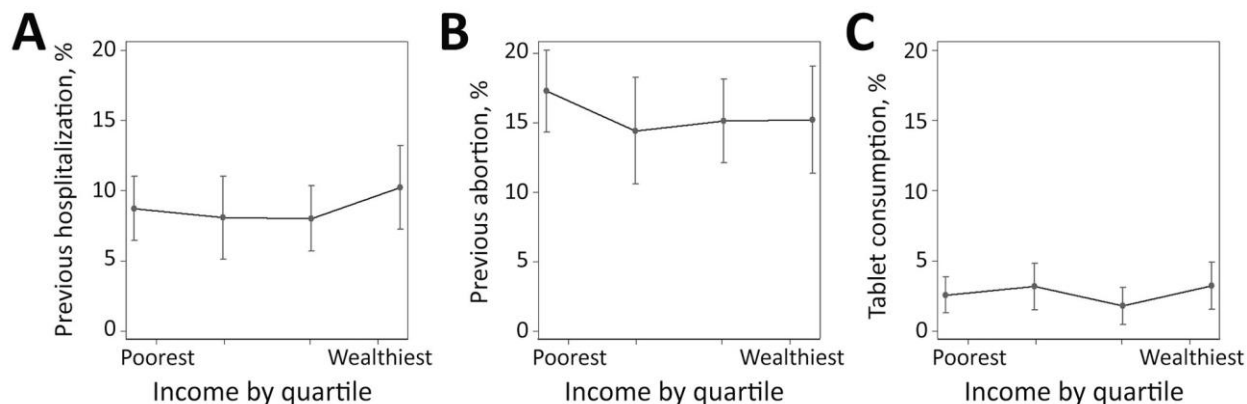 A
Previous hosplitalization, %
20
15
10
5
0
Poorest
Wealthiest
Income by quartile
B
Previous abortion, %
20
15
10
5
0
Poorest
Wealthiest
Income by quartile
C
Tablet consumption, %
20
15
10
5
0
Poorest
Wealthiest
Income by quartile